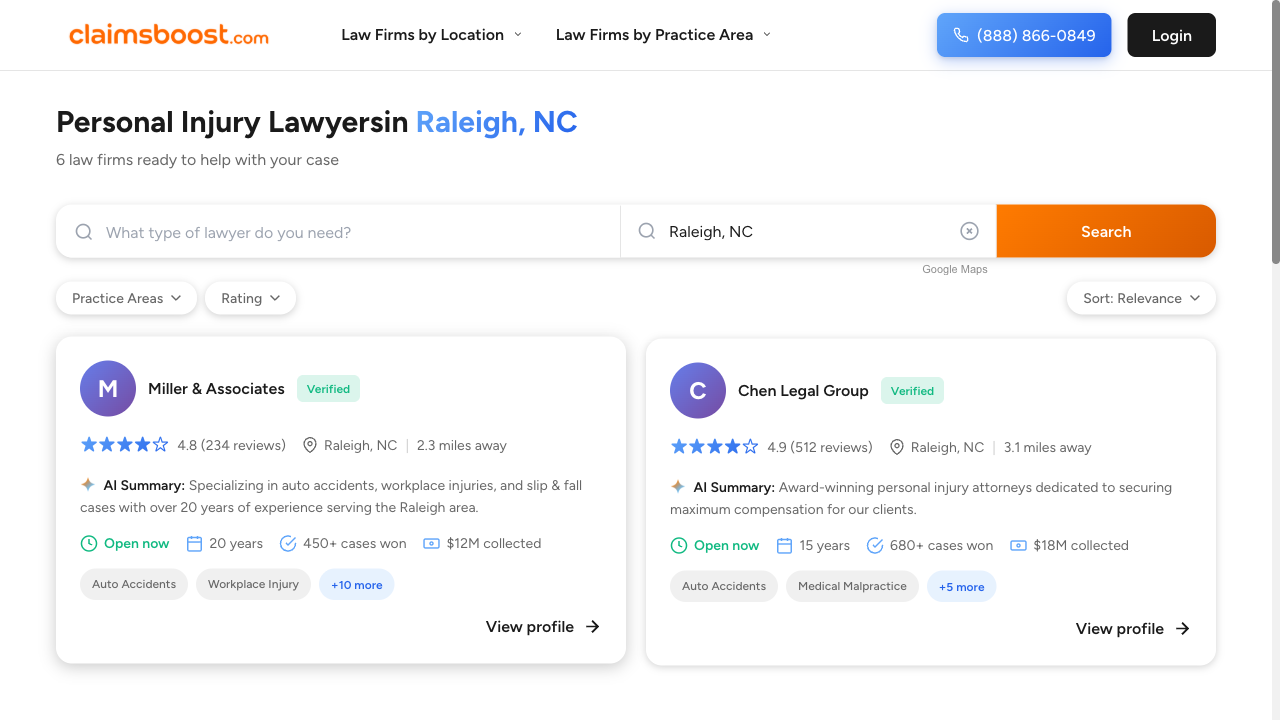 claimsboost.com
Law Firms by Location
Law Firms by Practice Area
(888) 866-0849
Login
Personal Injury Lawyersin Raleigh, NC
6 law firms ready to help with your case
What type of lawyer do you need?
Raleigh, NC
Search
Google Maps
Practice Areas
Rating
Sort: Relevance
M
Miller & Associates
Verified
4.8 (234 reviews)
Raleigh, NC | 2.3 miles away
AI Summary: Specializing in auto accidents, workplace injuries, and slip & fall
cases with over 20 years of experience serving the Raleigh area.
Open now
20 years
450+ cases won
$12M collected
Auto Accidents
Workplace Injury
+10 more
View profile
C
Chen Legal Group
Verified
4.9 (512 reviews)
Raleigh, NC | 3.1 miles away
AI Summary: Award-winning personal injury attorneys dedicated to securing
maximum compensation for our clients.
Open now
15 years
680+ cases won
$18M collected
Auto Accidents
Medical Malpractice
+5 more
View profile